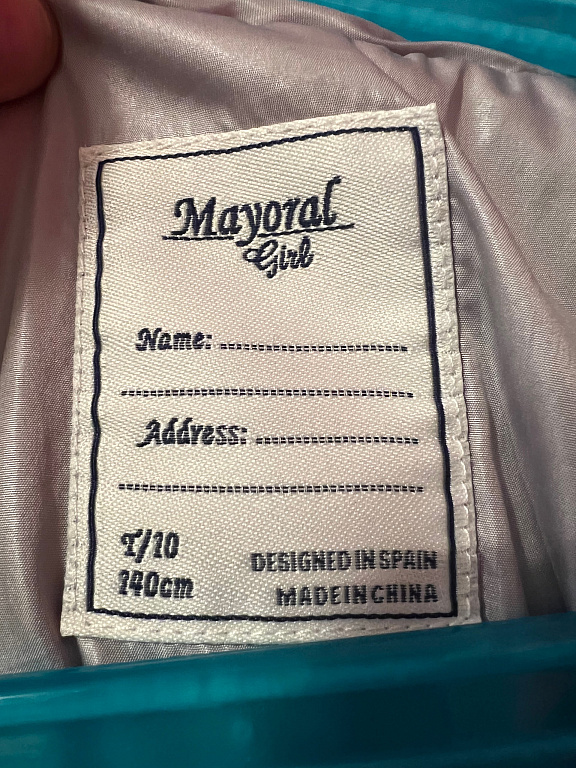 Mayoral
Girl
Name:
Address:
T/10
140cm
DESIGNED IN SPAIN
MADE IN CHINA